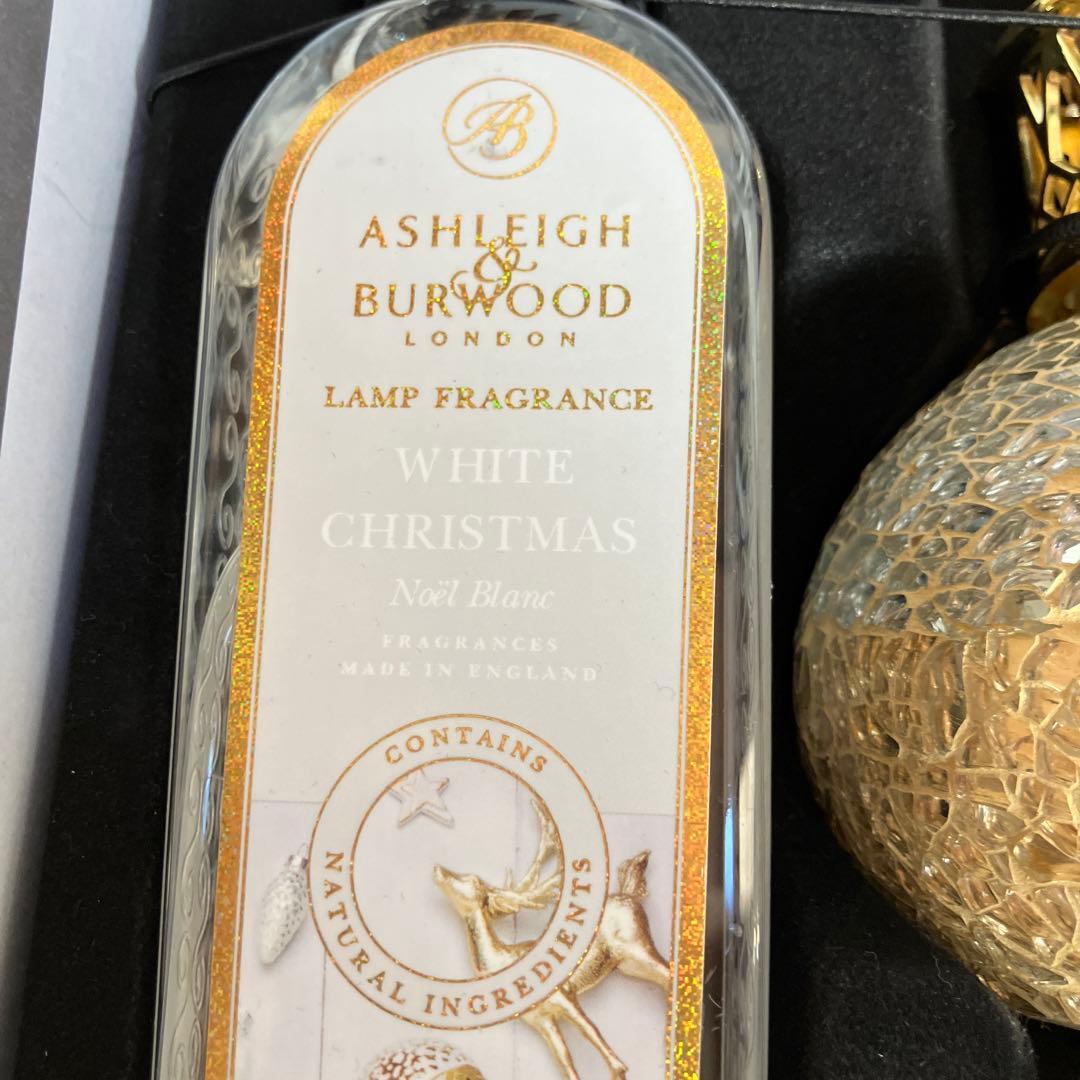 AB
ASHLEIGH
&
BURWOOD
LONDON
LAMP FRAGRANCE
WHITE
CHRISTMAS
Noël Blanc
FRAGRANCES
MADE IN ENGLAND
CONTAINS
NATURAL INGREDIENTS